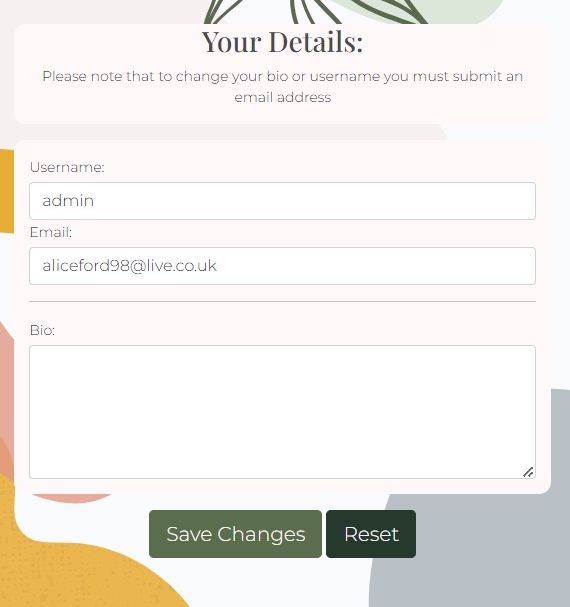 Your Details:
Please note that to change your bio or username you must submit an
email address
Username:
admin
Email:
aliceford98@live.co.uk
Bio:
Save Changes
Reset